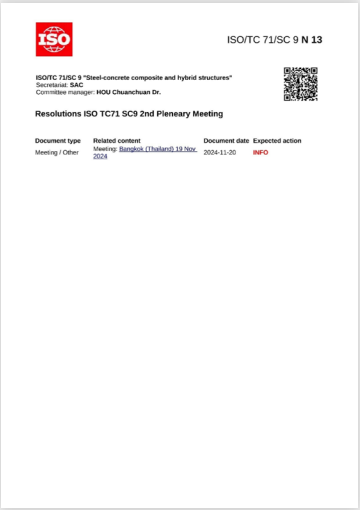 ISO
ISO/TC 71/SC 9 N 13
ISO/TC 71/SC 9 "Steel-concrete composite and hybrid structures"
Secretariat: SAC
Committee manager: HOU Chuanchuan Dr.
Resolutions ISO TC71 SC9 2nd Pleneary Meeting
Document type Related content Document date Expected action
Meeting / Other Meeting: Bangkok (Thailand) 19 Nov 2024-11-20 INFO
2024